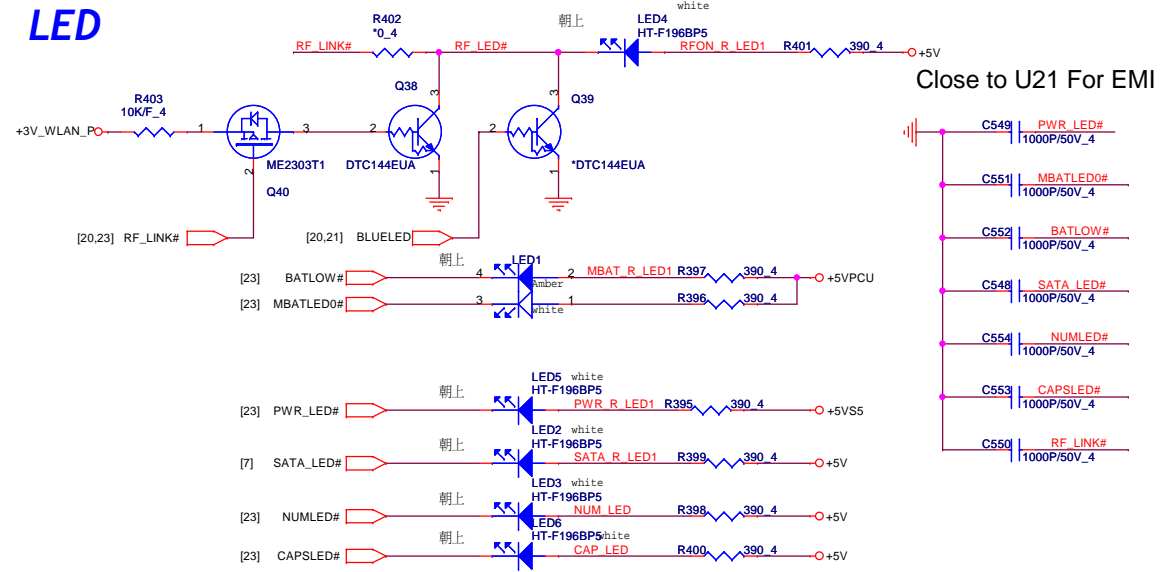 LED
R402
*0_4
RF_LINK#
RF_LED#
朝上
white
LED4
HT-F196BP5
RFON_R_LED1
R401
390_4
+5V
Close to U21 For EMI
R403
10K/F_4
+3V_WLAN_P
1
3
2
ME2303T1
Q40
Q38
2
3
1
DTC144EUA
Q39
2
3
1
*DTC144EUA
[20,23] RF_LINK#
[20,21] BLUELED
朝上
LED1
[23] BATLOW#
4
2
Amber
MBAT_R_LED1
R397
390_4
+5VPCU
[23] MBATLED0#
3
1
white
R396
390_4
LED5 white
HT-F196BP5
朝上
[23] PWR_LED#
PWR_R_LED1
R395
390_4
+5VS5
LED2 white
HT-F196BP5
朝上
[7] SATA_LED#
SATA_R_LED1
R399
390_4
+5V
LED3 white
HT-F196BP5
朝上
[23] NUMLED#
NUM_LED
R398
390_4
+5V
LED6
HT-F196BP5white
朝上
[23] CAPSLED#
CAP_LED
R400
390_4
+5V
C549
PWR_LED#
1000P/50V_4
C551
MBATLED0#
1000P/50V_4
C552
BATLOW#
1000P/50V_4
C548
SATA_LED#
1000P/50V_4
C554
NUMLED#
1000P/50V_4
C553
CAPSLED#
1000P/50V_4
C550
RF_LINK#
1000P/50V_4